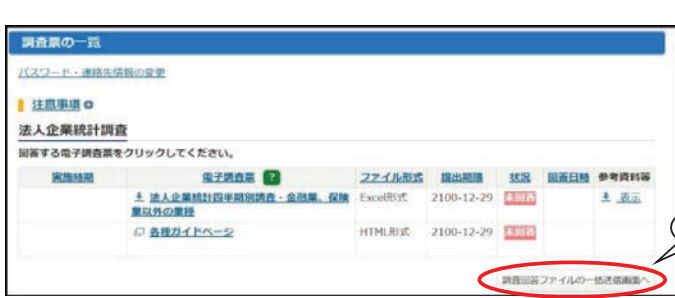 調査票の一覧
パスワード・連絡先情報の変更
注意事項
法人企業統計調査
回答する電子調査票をクリックしてください。
実施時期 電子調査票 ? ファイル形式 提出期限 状況 回答日時 参考資料等
法人企業統計四半期別調査・金融業、保険 Excel形式 2100-12-29 未回答 表示
業以外の業種
各種ガイドページ HTML形式 2100-12-29 未回答
調査回答ファイルの一括送信画面へ